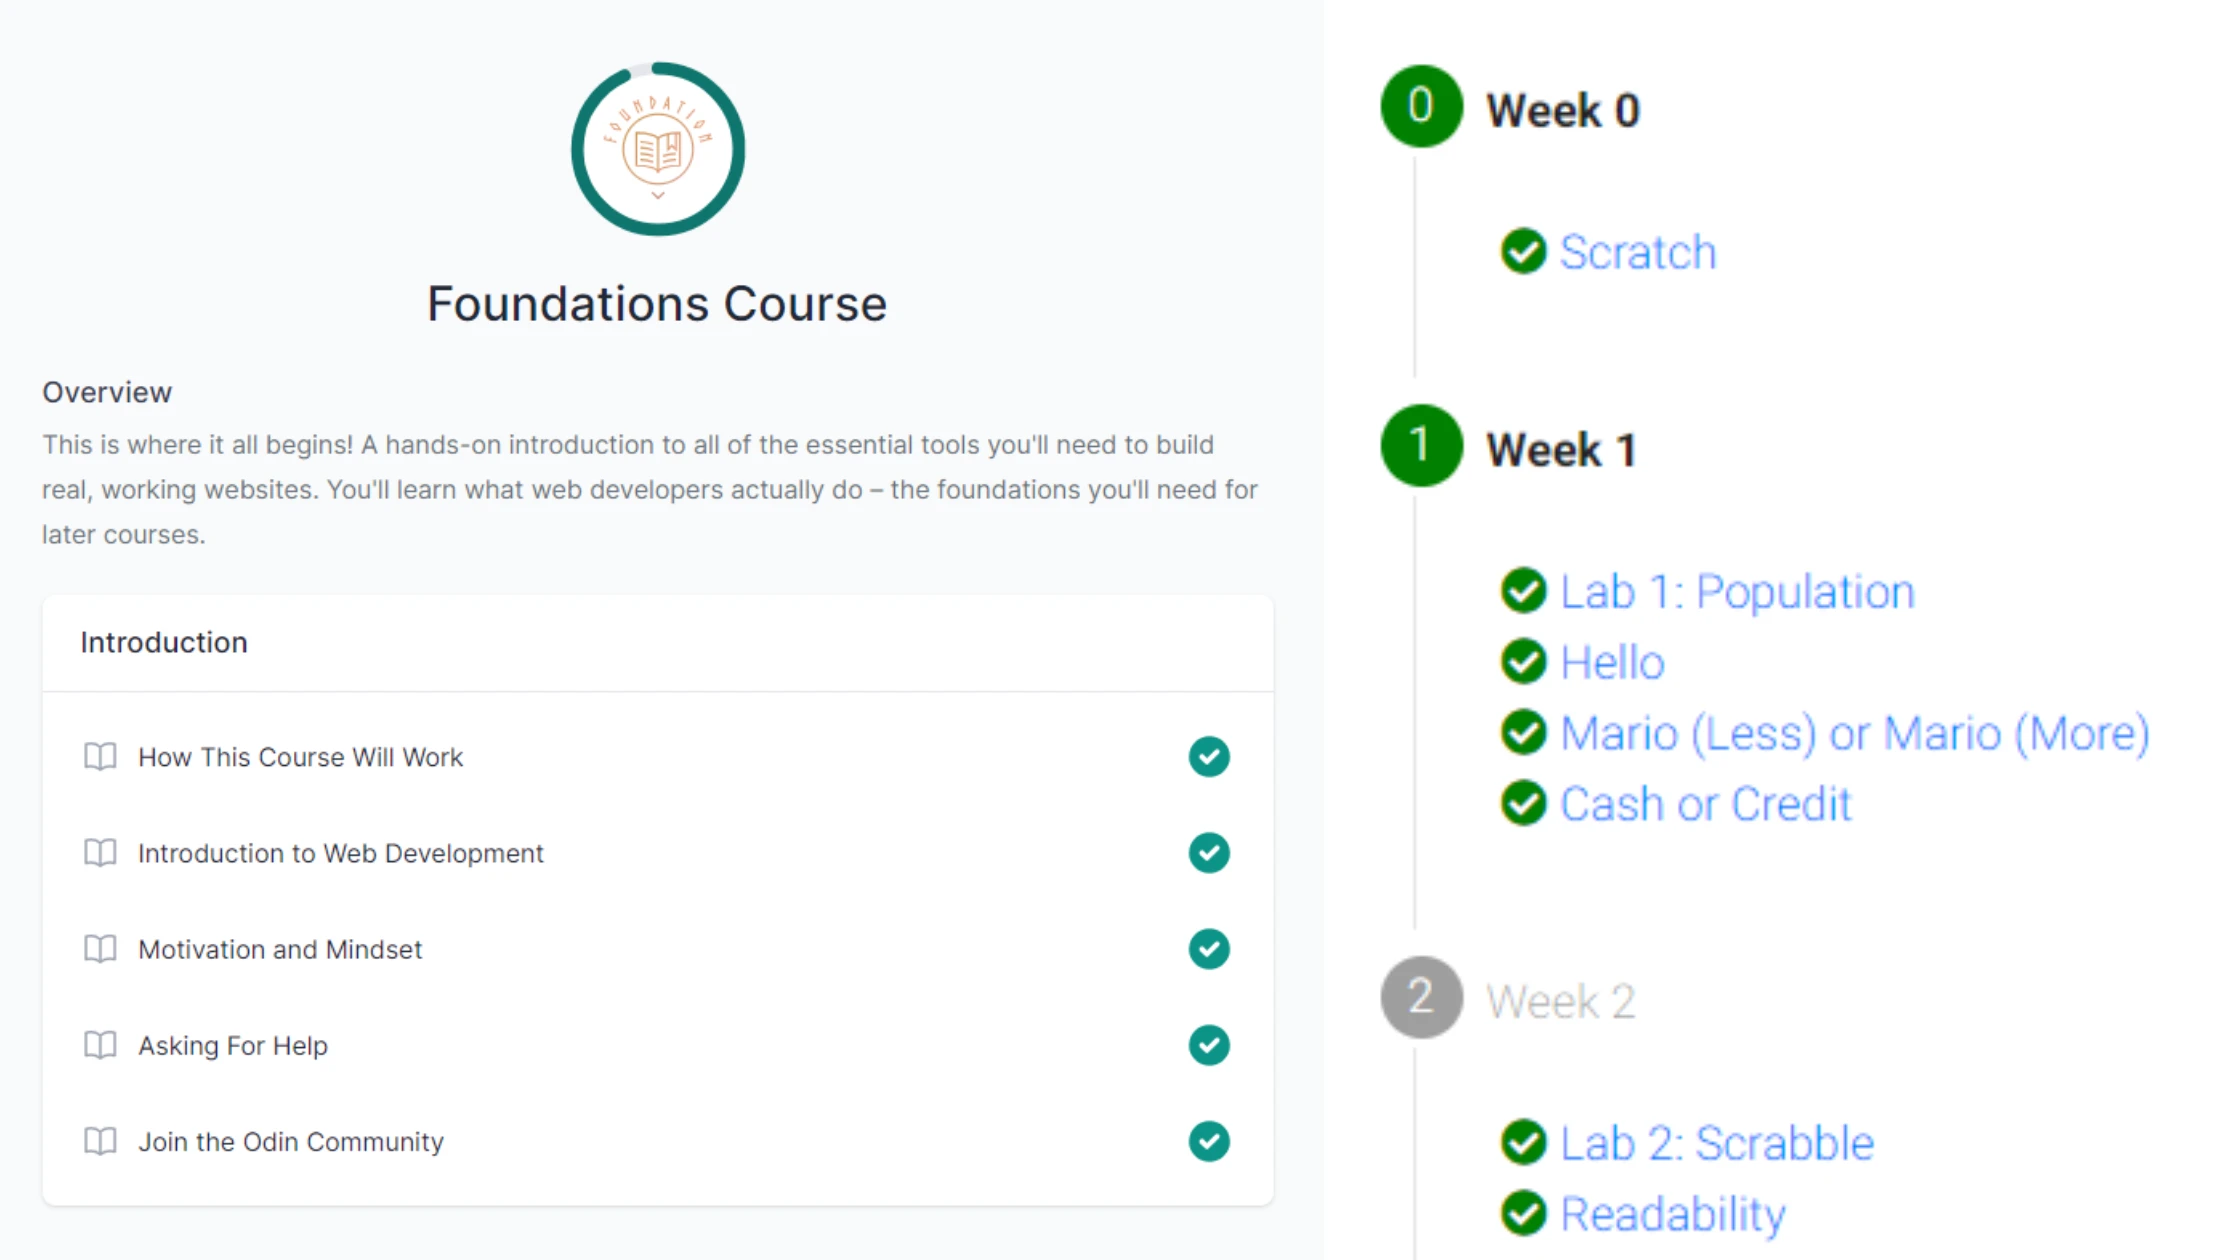 FOUNDATION
Foundations Course
Overview
This is where it all begins! A hands-on introduction to all of the essential tools you'll need to build
real, working websites. You'll learn what web developers actually do – the foundations you'll need for
later courses.
Introduction
How This Course Will Work
Introduction to Web Development
Motivation and Mindset
Asking For Help
Join the Odin Community
0 Week 0
Scratch
1 Week 1
Lab 1: Population
Hello
Mario (Less) or Mario (More)
Cash or Credit
2 Week 2
Lab 2: Scrabble
Readability